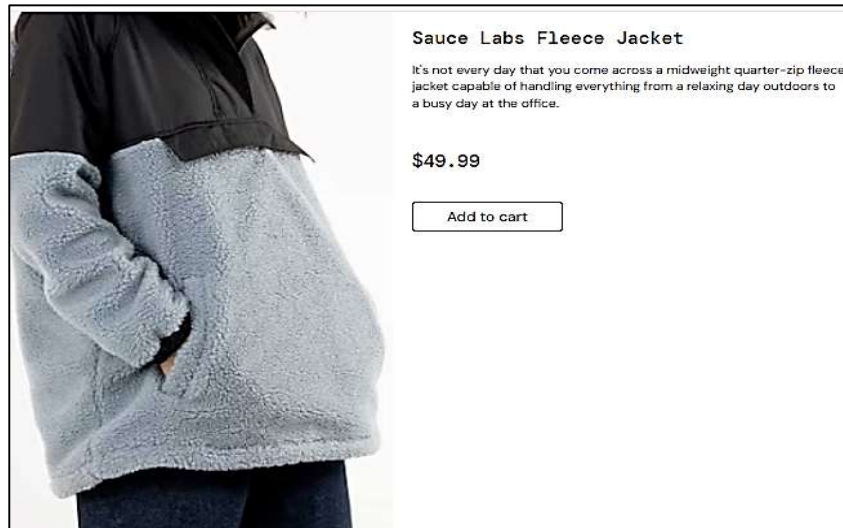 Sauce Labs Fleece Jacket
It's not every day that you come across a midweight quarter-zip fleece
jacket capable of handling everything from a relaxing day outdoors to
a busy day at the office.
$49.99
Add to cart